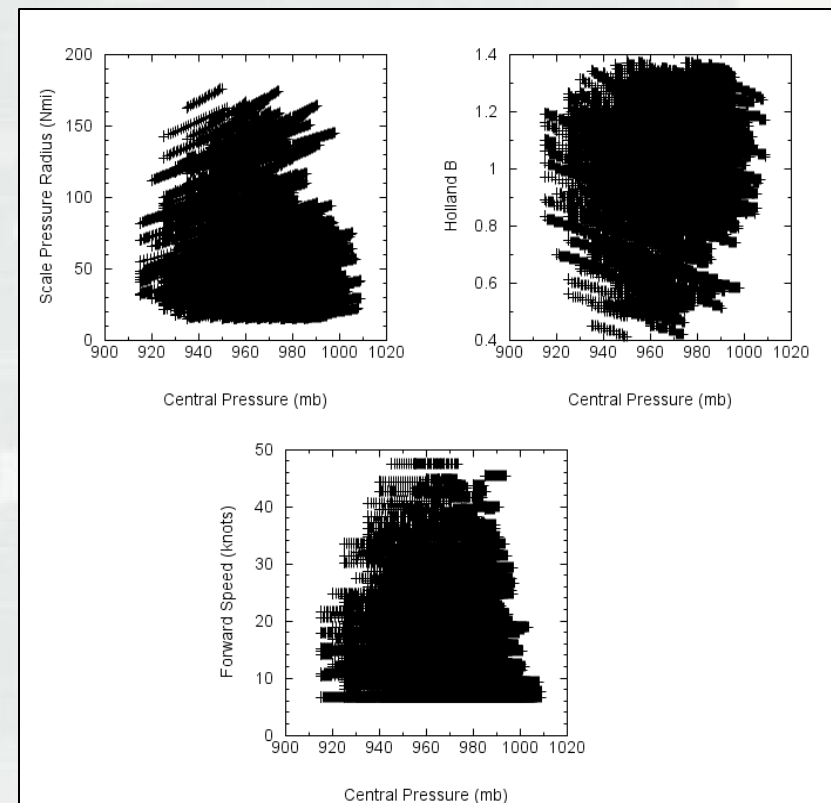 Scale Pressure Radius (Nmi)
200
150
100
50
0
900 920 940 960 980 1000 1020
Central Pressure (mb)
Holland B
1.4
1.2
1
0.8
0.6
0.4
900 920 940 960 980 1000 1020
Central Pressure (mb)
Forward Speed (knots)
50
40
30
20
10
0
900 920 940 960 980 1000 1020
Central Pressure (mb)